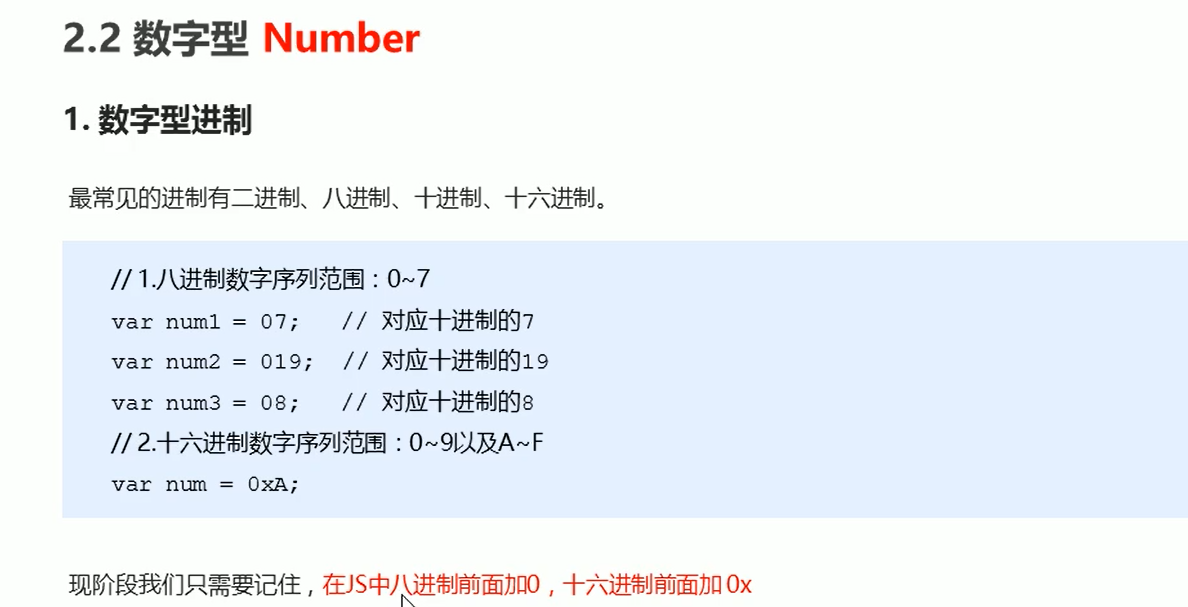 2.2 数字型 Number
1. 数字型进制
最常见的进制有二进制、八进制、十进制、十六进制。
// 1.八进制数字序列范围：0~7
var num1 = 07;   // 对应十进制的7
var num2 = 019;  // 对应十进制的19
var num3 = 08;   // 对应十进制的8
// 2.十六进制数字序列范围：0~9以及A~F
var num = 0xA;
现阶段我们只需要记住，在JS中八进制前面加0，十六进制前面加 0x